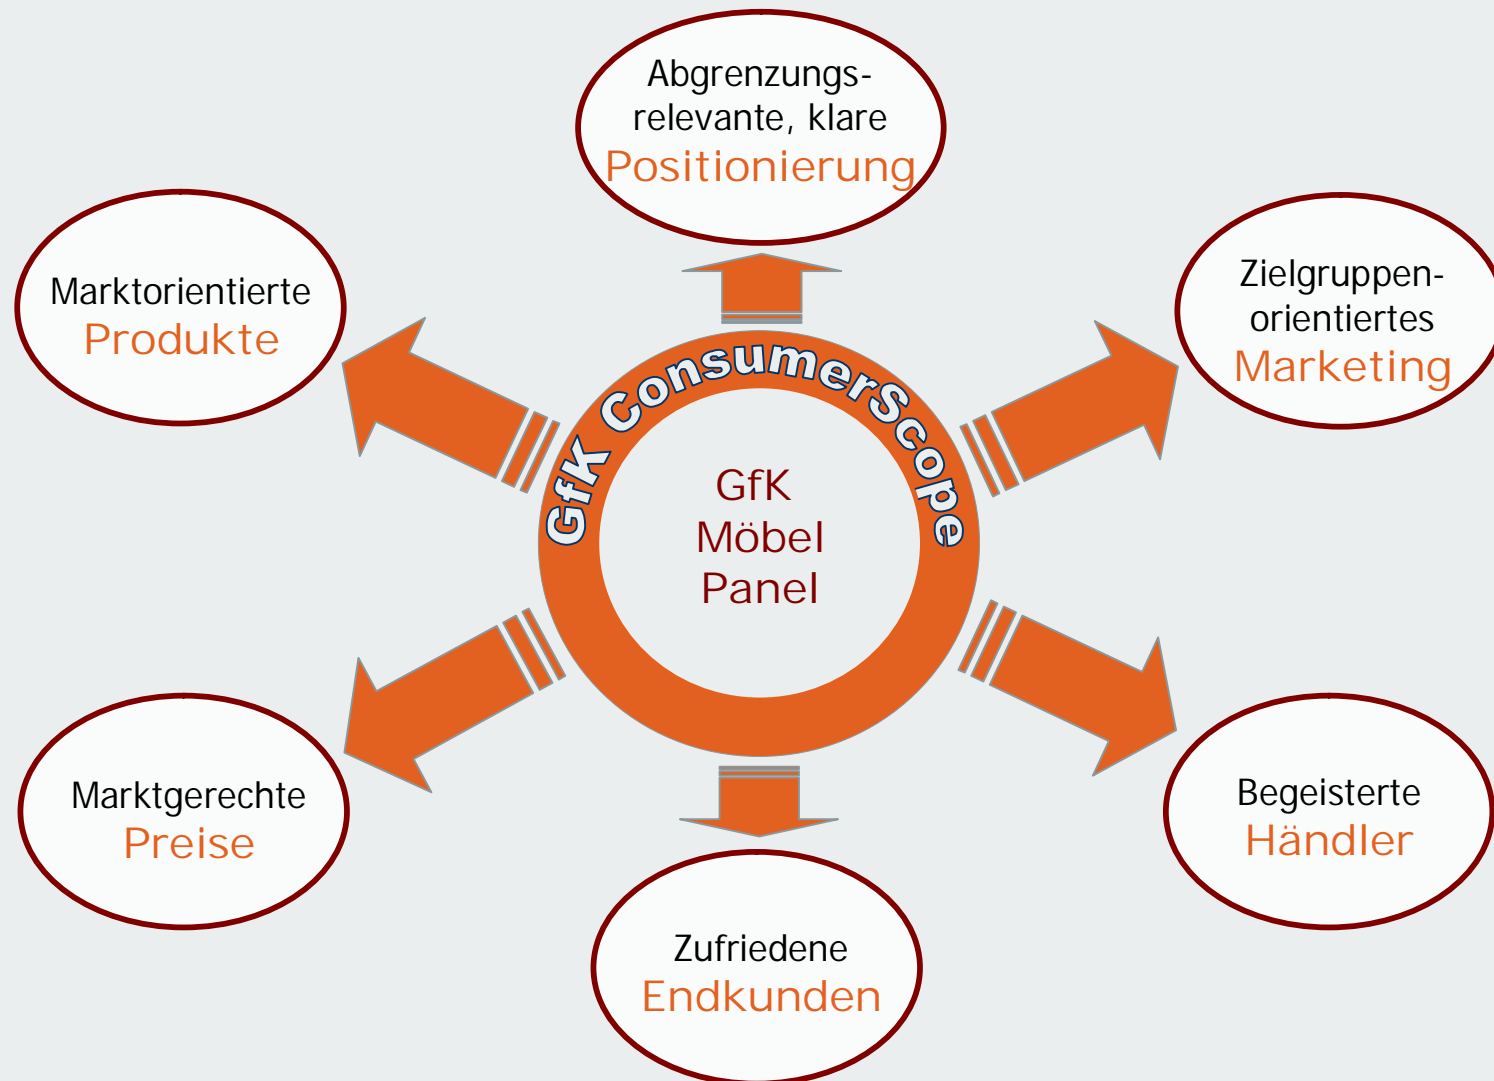 Abgrenzungs-
relevante, klare
Positionierung
Marktorientierte
Produkte
Zielgruppen-
orientiertes
Marketing
GfK ConsumerScope
GfK
Möbel
Panel
Marktgerechte
Preise
Begeisterte
Händler
Zufriedene
Endkunden